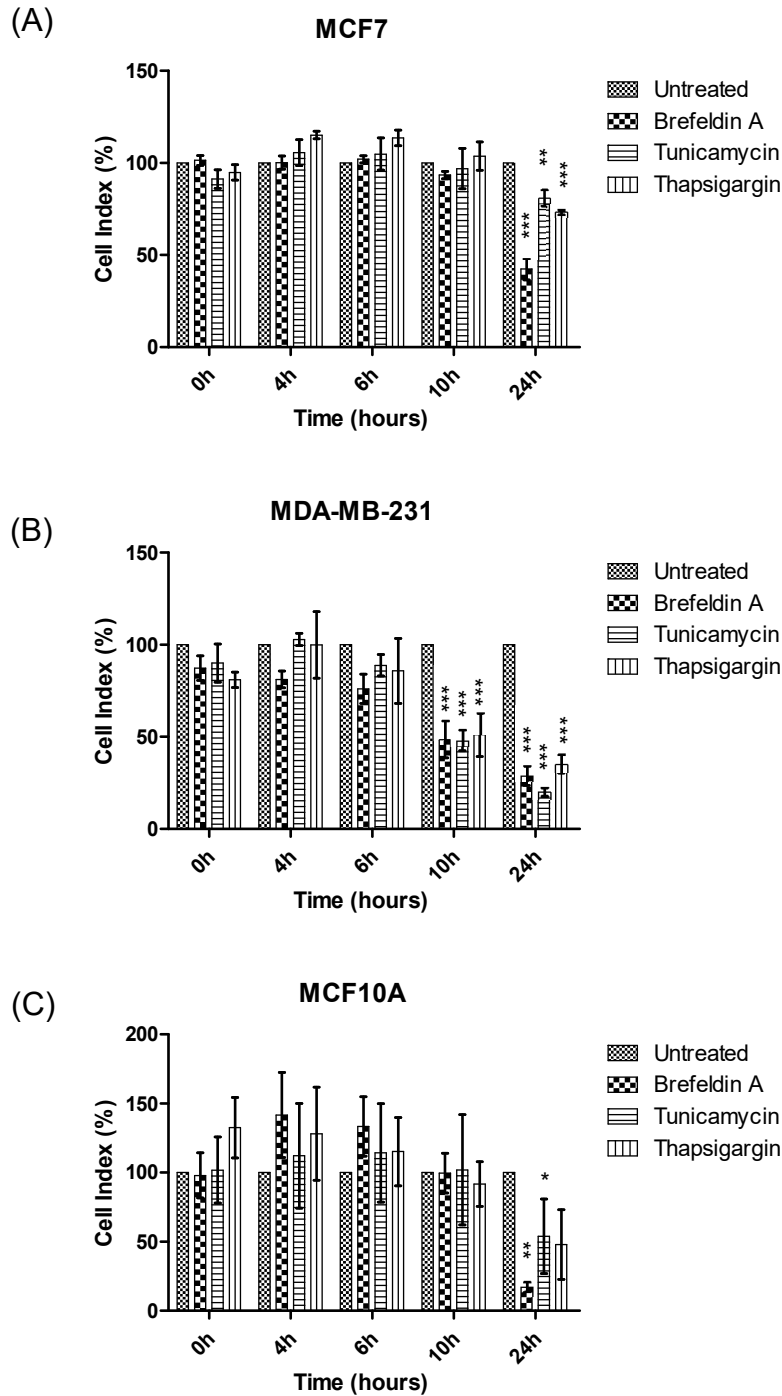 (A)
MCF7
150
100
50
0
Cell Index (%)
***
**
***
0h
4h
6h
10h
24h
Time (hours)
Untreated
Brefeldin A
Tunicamycin
Thapsigargin
(B)
MDA-MB-231
150
100
50
0
Cell Index (%)
***
***
***
***
***
***
0h
4h
6h
10h
24h
Time (hours)
Untreated
Brefeldin A
Tunicamycin
Thapsigargin
(C)
MCF10A
200
150
100
50
0
Cell Index (%)
**
*
0h
4h
6h
10h
24h
Time (hours)
Untreated
Brefeldin A
Tunicamycin
Thapsigargin